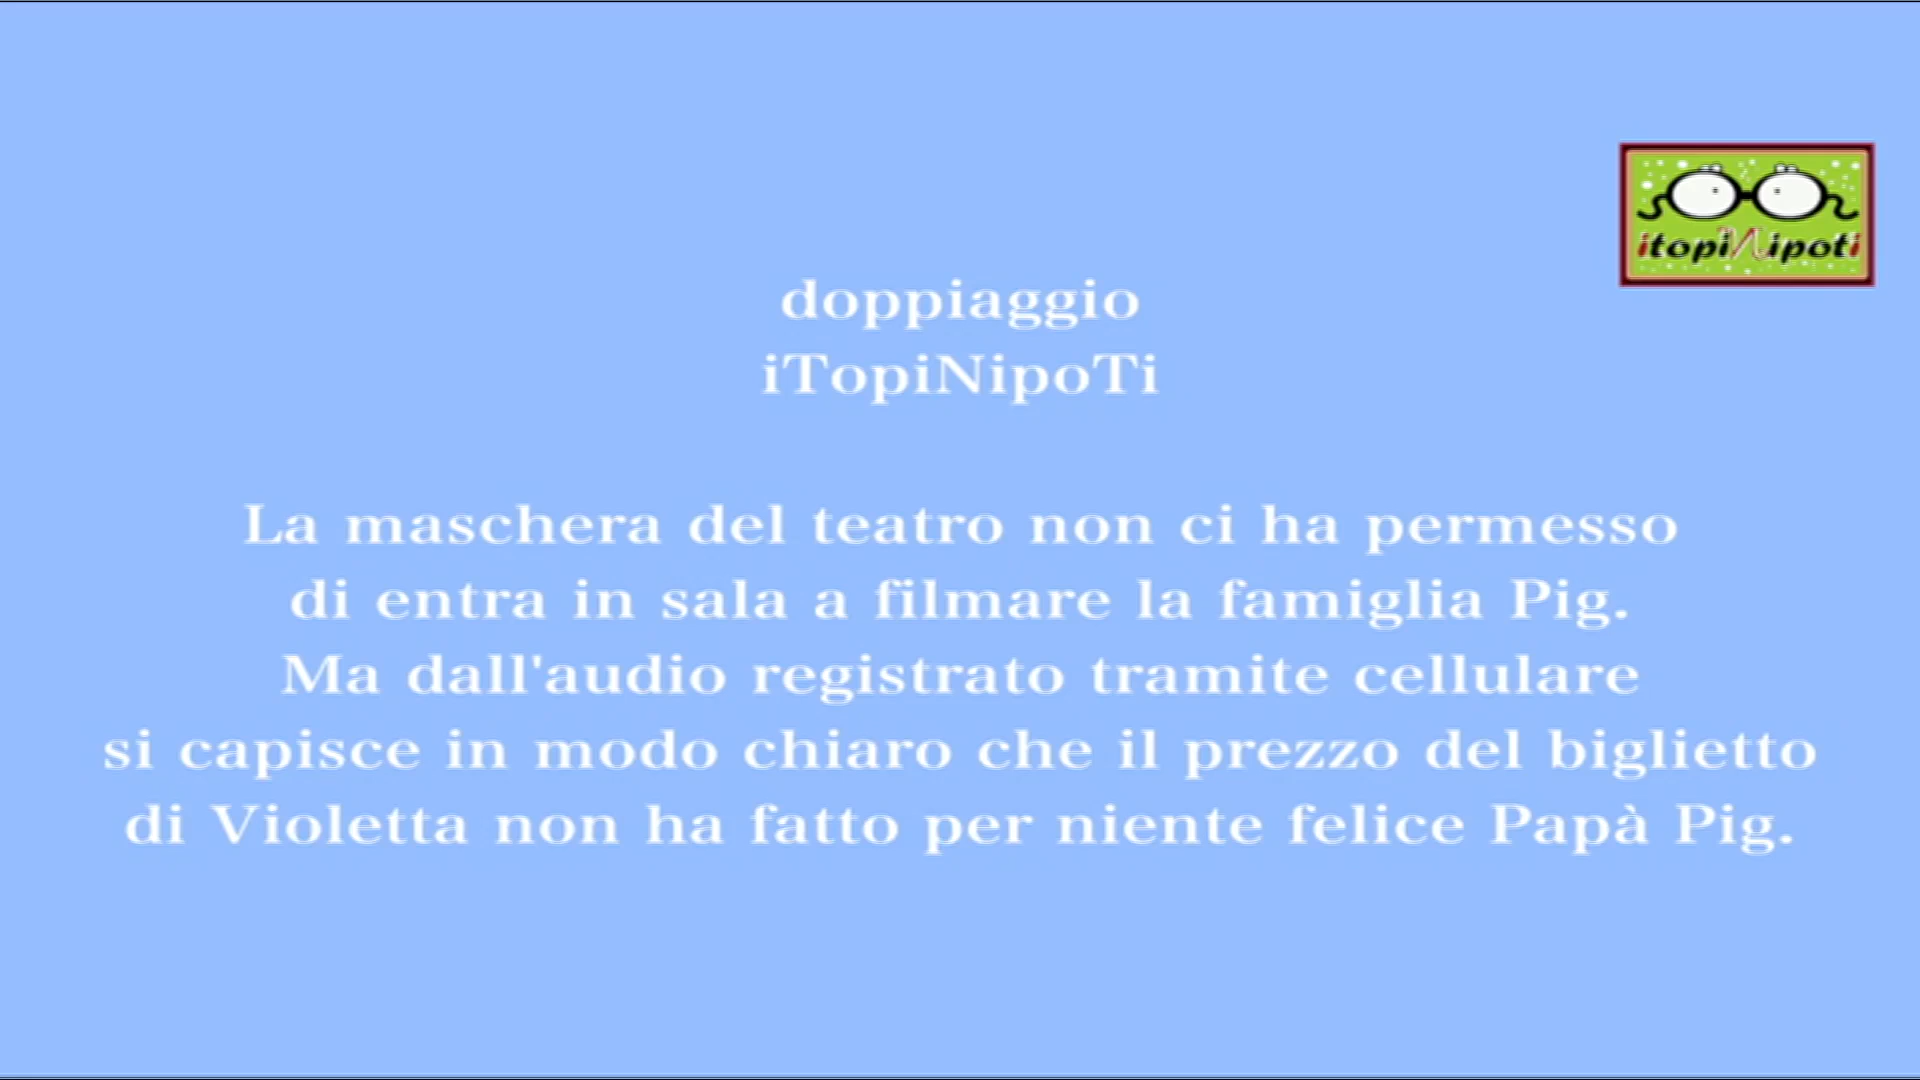 itopiNipoti
doppiaggio
iTopiNipoTi
La maschera del teatro non ci ha permesso
di entra in sala a filmare la famiglia Pig.
Ma dall'audio registrato tramite cellulare
si capisce in modo chiaro che il prezzo del biglietto
di Violetta non ha fatto per niente felice Papà Pig.